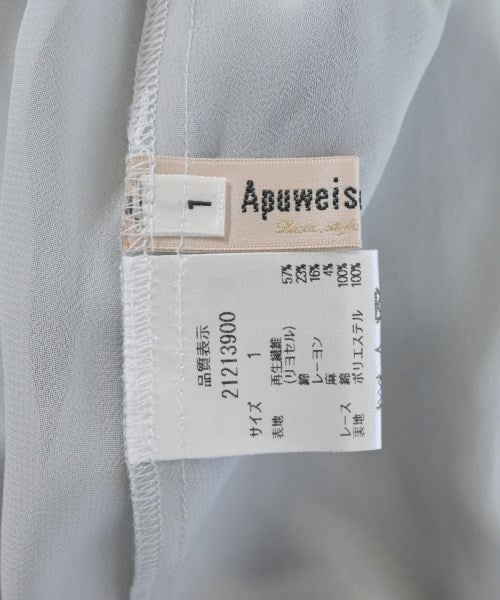 Apuweis
1
品質表示
21213900
サイズ 1
表地 再生繊維 57%
(リヨセル)
綿 23%
レーヨン 16%
麻 4%
レース 綿 100%
裏地 ポリエステル 100%